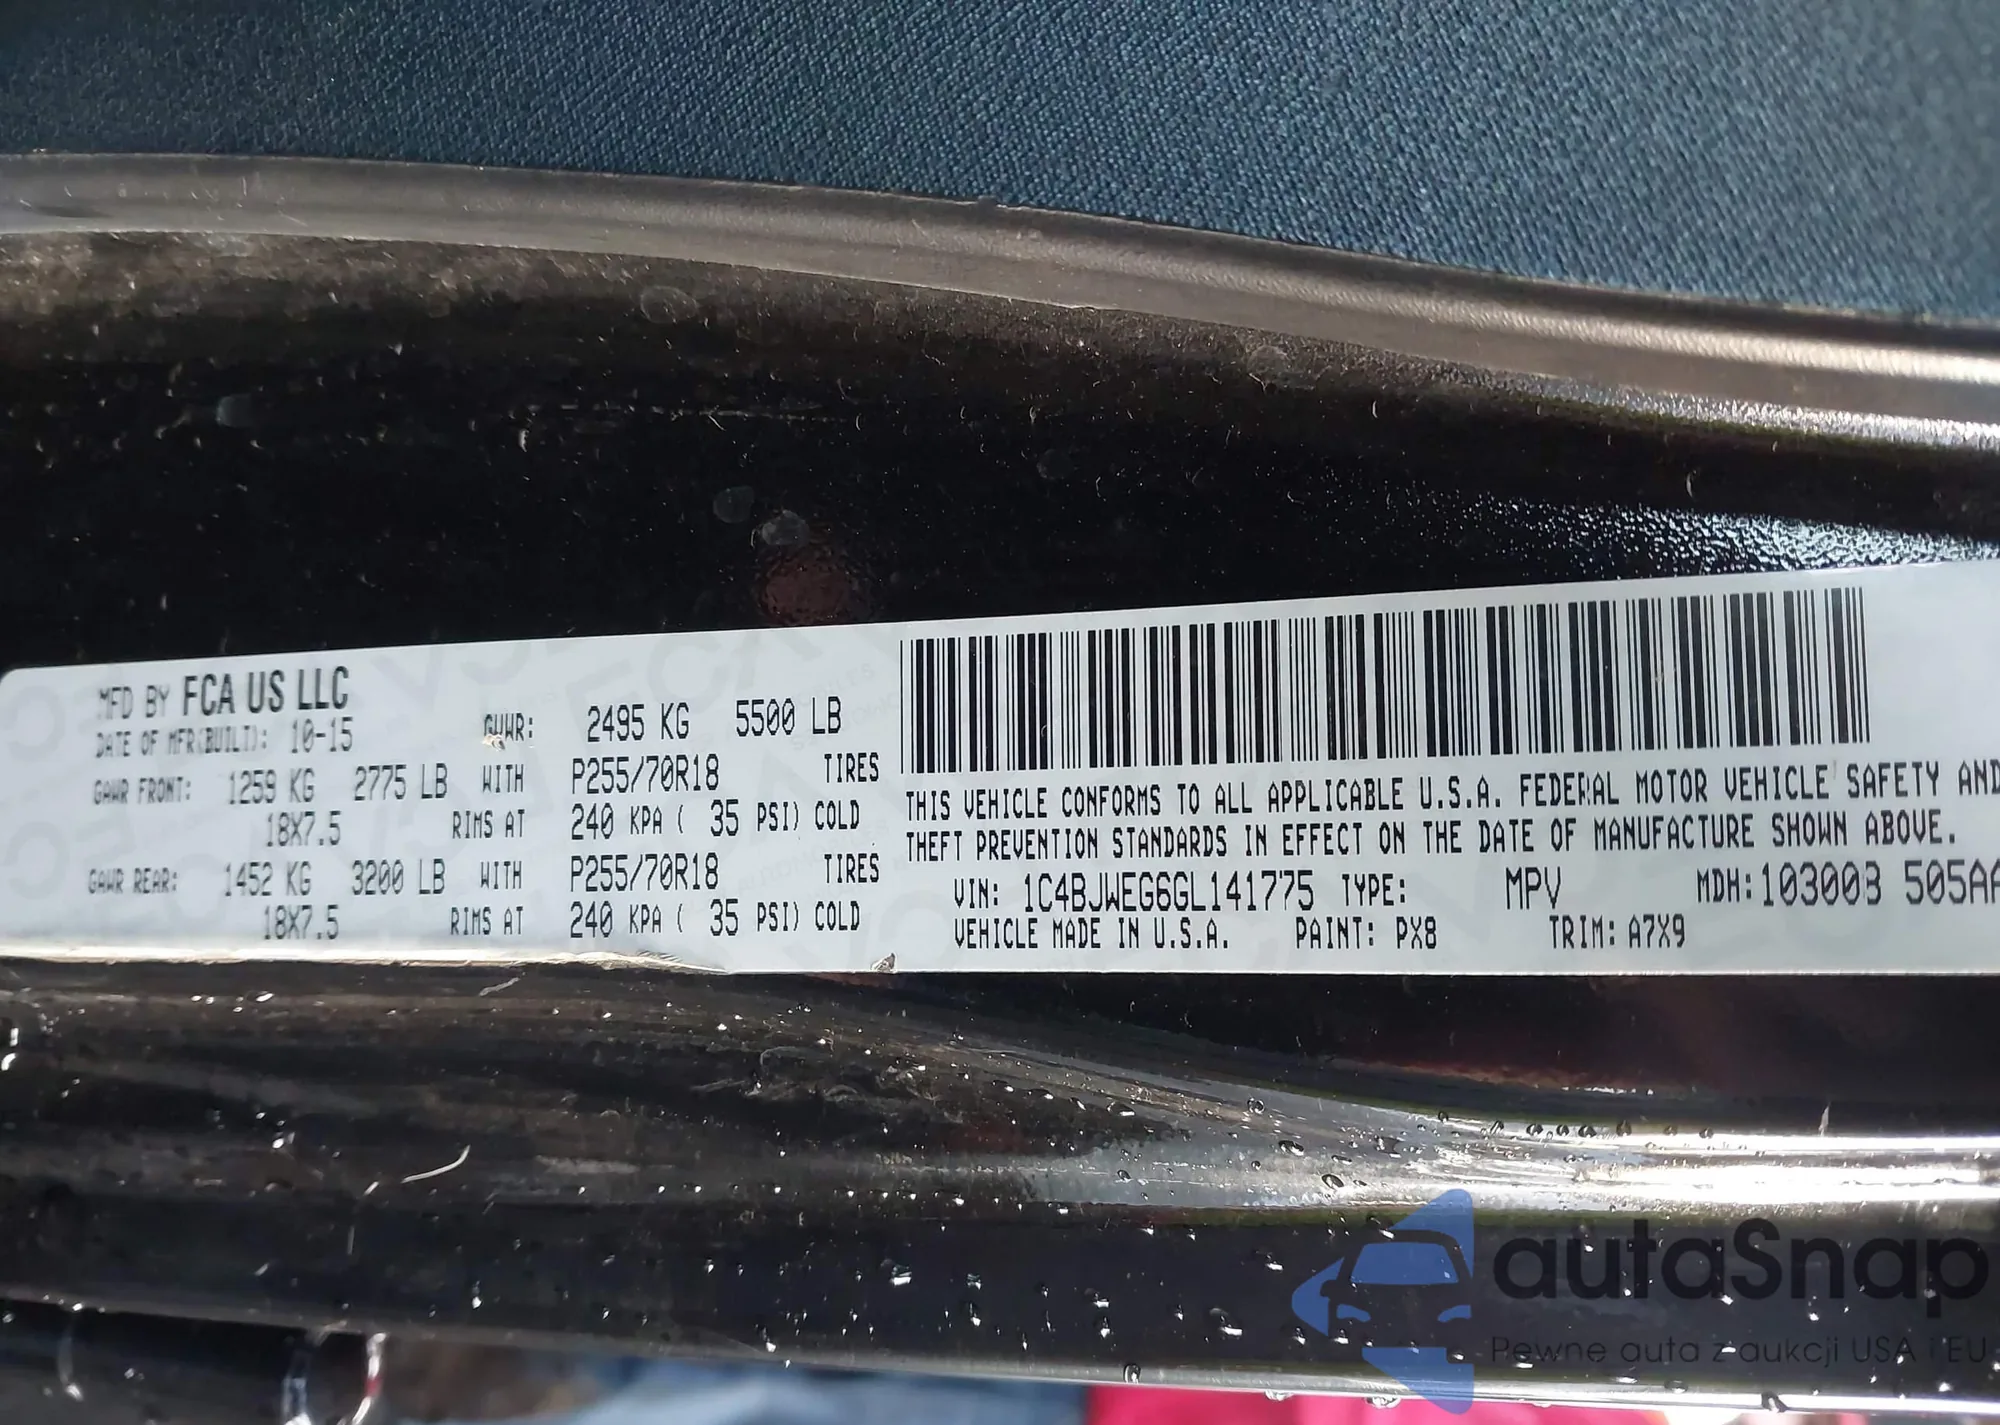 MFD BY FCA US LLC
DATE OF MFR(BUILT): 10-15 GVWR: 2495 KG 5500 LB
GAWR FRONT: 1259 KG 2775 LB WITH P255/70R18 TIRES
18X7.5 RIMS AT 240 KPA ( 35 PSI) COLD
GAWR REAR: 1452 KG 3200 LB WITH P255/70R18 TIRES
18X7.5 RIMS AT 240 KPA ( 35 PSI) COLD
THIS VEHICLE CONFORMS TO ALL APPLICABLE U.S.A. FEDERAL MOTOR VEHICLE SAFETY AND
THEFT PREVENTION STANDARDS IN EFFECT ON THE DATE OF MANUFACTURE SHOWN ABOVE.
VIN: 1C4BJWEG6GL141775 TYPE: MPV MDH: 103003 505AA
VEHICLE MADE IN U.S.A. PAINT: PX8 TRIM: A7X9
autaSnap
Pewne auta z aukcji USA i EU